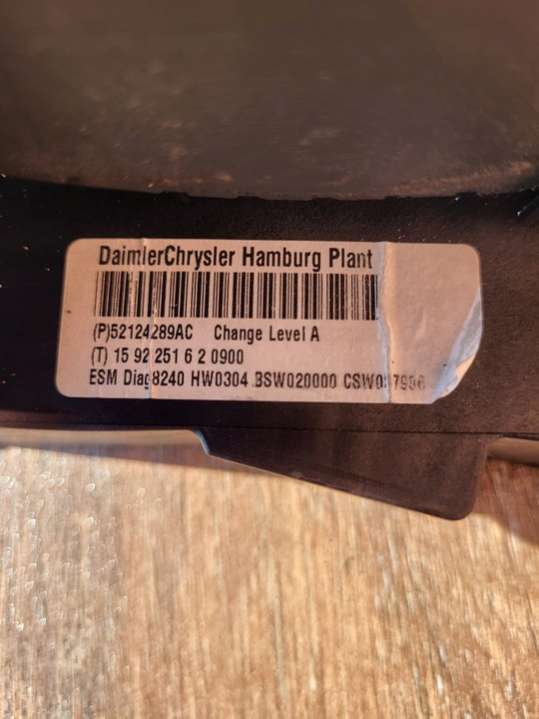 DaimlerChrysler Hamburg Plant
(P)52124289AC Change Level A
(T) 15 92 251 6 2 0900
ESM Diag8240 HW0304 BSW020000